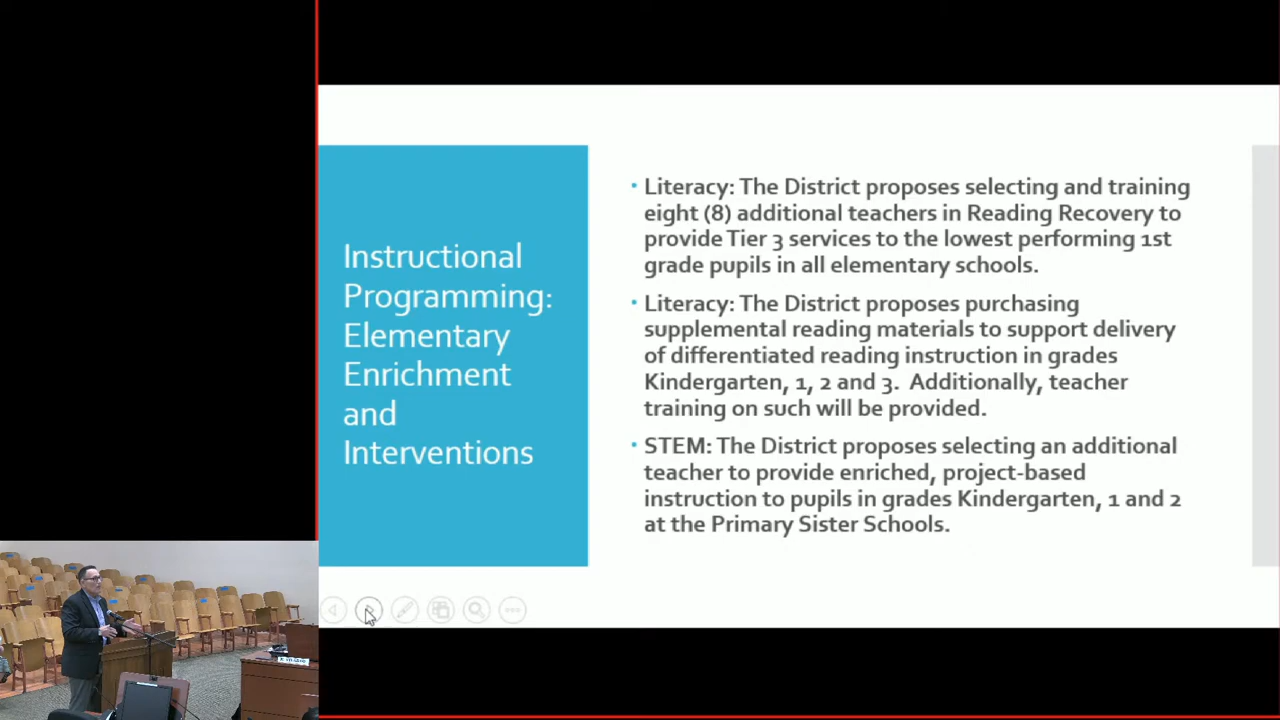 Instructional
Programming:
Elementary
Enrichment
and
Interventions
• Literacy: The District proposes selecting and training
eight (8) additional teachers in Reading Recovery to
provide Tier 3 services to the lowest performing 1st
grade pupils in all elementary schools.
• Literacy: The District proposes purchasing
supplemental reading materials to support delivery
of differentiated reading instruction in grades
Kindergarten, 1, 2 and 3.  Additionally, teacher
training on such will be provided.
• STEM: The District proposes selecting an additional
teacher to provide enriched, project-based
instruction to pupils in grades Kindergarten, 1 and 2
at the Primary Sister Schools.